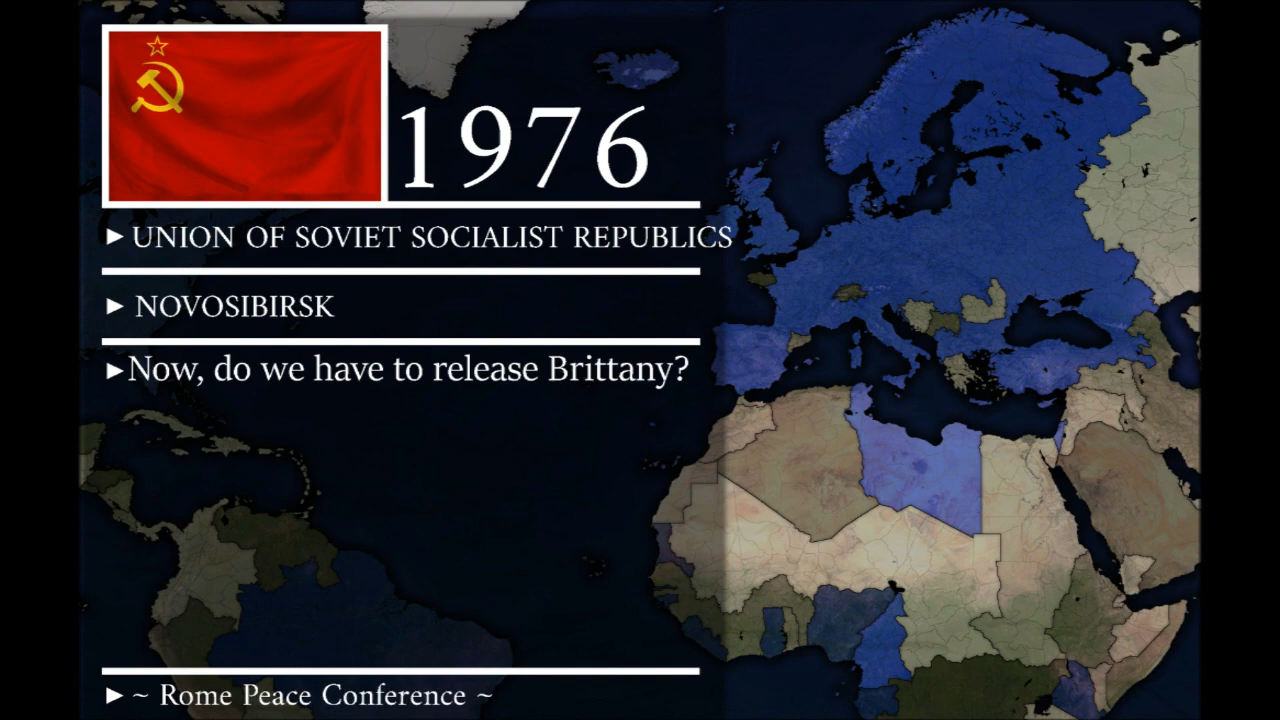 1976
►UNION OF SOVIET SOCIALIST REPUBLICS
► NOVOSIBIRSK
►Now, do we have to release Brittany?
►~ Rome Peace Conference ~